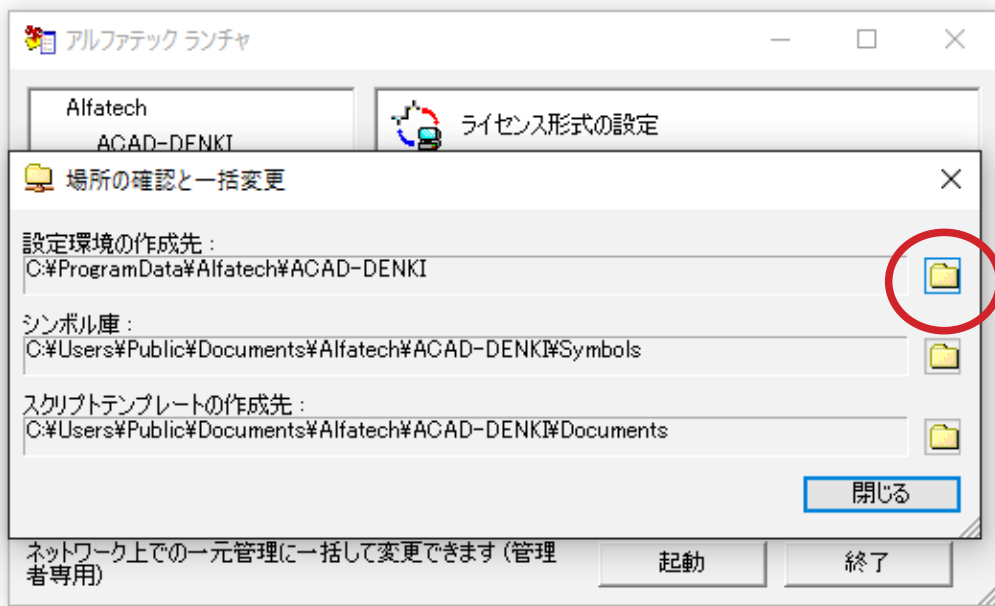 アルファテック ランチャ
Alfatech
ACAD-DENKI
ライセンス形式の設定
場所の確認と一括変更
設定環境の作成先：
C:¥ProgramData¥Alfatech¥ACAD-DENKI
シンボル庫：
C:¥Users¥Public¥Documents¥Alfatech¥ACAD-DENKI¥Symbols
スクリプトテンプレートの作成先：
C:¥Users¥Public¥Documents¥Alfatech¥ACAD-DENKI¥Documents
閉じる
ネットワーク上での一元管理に一括して変更できます (管理
者専用)
起動
終了